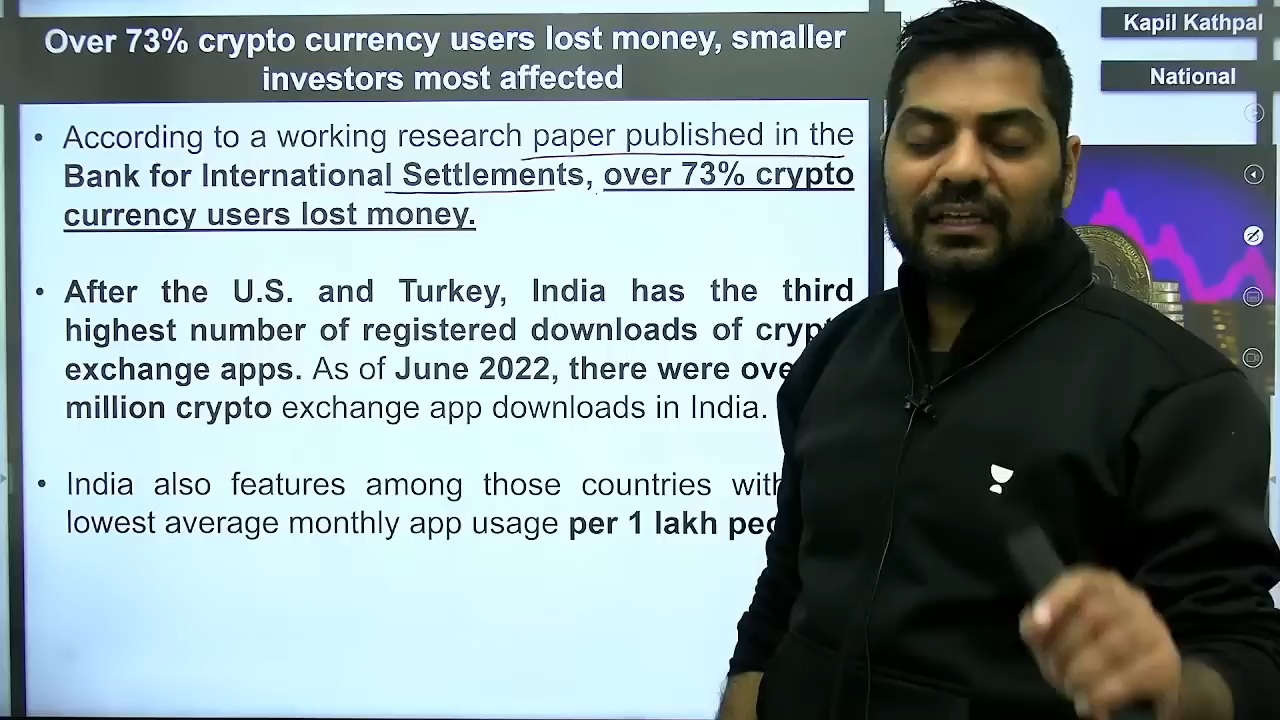 Over 73% crypto currency users lost money, smaller
investors most affected
Kapil Kathpal
National
• According to a working research paper published in the
Bank for International Settlements, over 73% crypto
currency users lost money.
• After the U.S. and Turkey, India has the third
highest number of registered downloads of
exchange apps. As of June 2022, there were
million crypto exchange app downloads in India.
• India also features among those countries
lowest average monthly app usage per 1 lakh